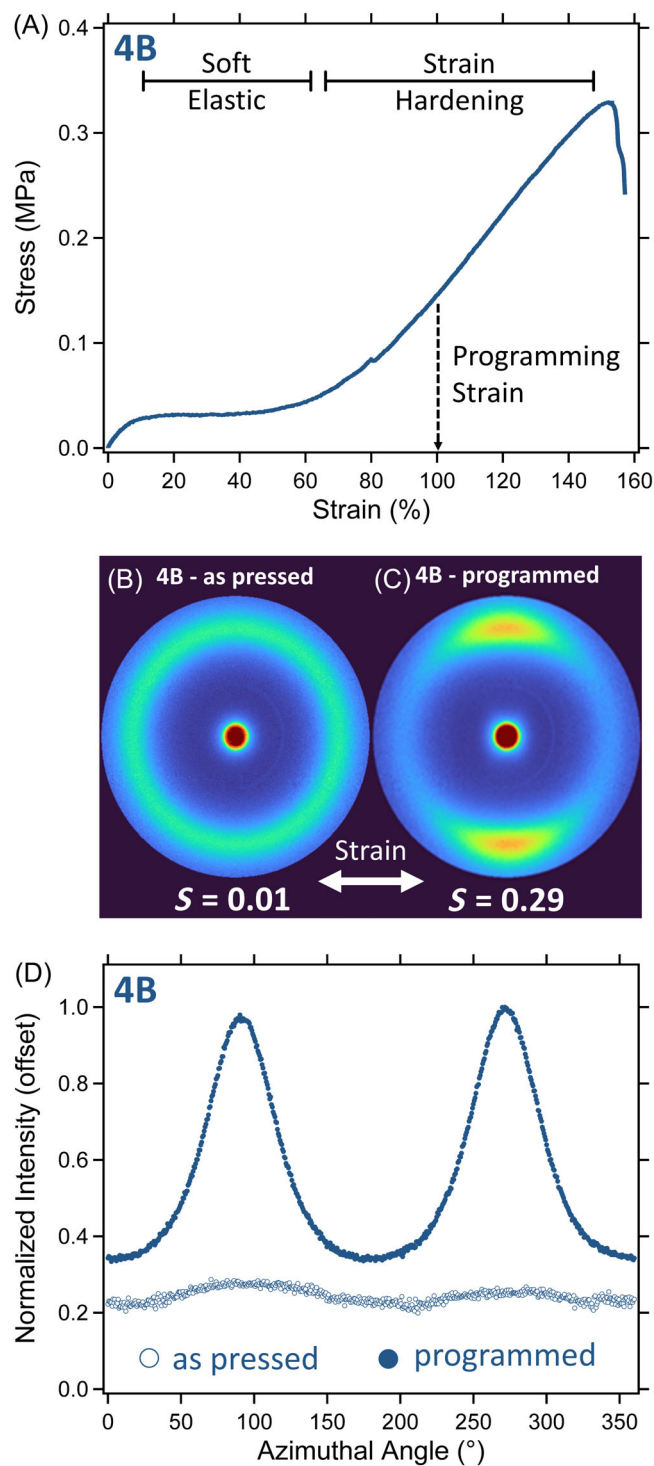 (A)
4B
Soft
Elastic
Strain
Hardening
Programming
Strain
0.4
0.3
0.2
0.1
0.0
Stress (MPa)
0 20 40 60 80 100 120 140 160
Strain (%)
(B) 4B - as pressed
(C) 4B - programmed
Strain
S = 0.01
S = 0.29
(D)
4B
1.0
0.8
0.6
0.4
0.2
0.0
Normalized Intensity (offset)
as pressed
programmed
0 50 100 150 200 250 300 350
Azimuthal Angle (°)